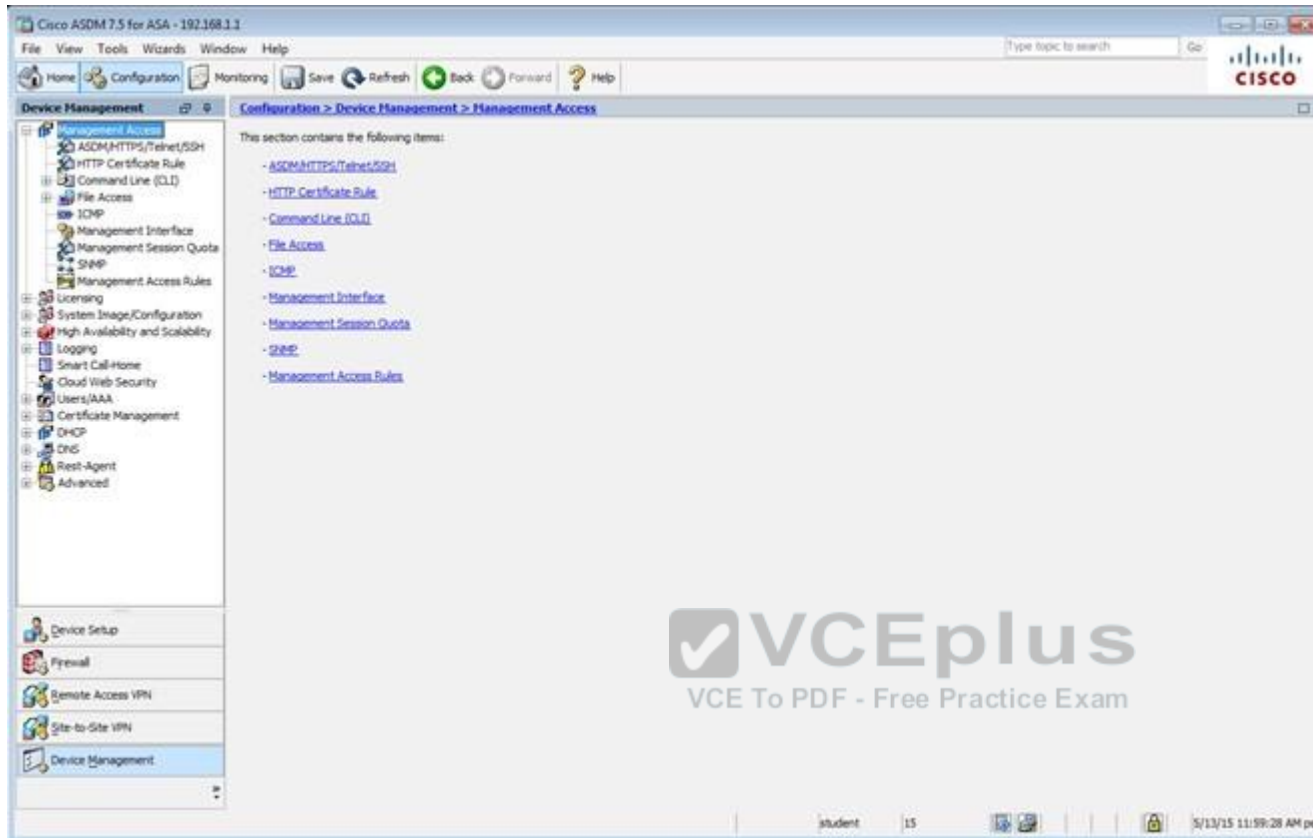 Cisco ASDM 7.5 for ASA - 192.168.1.1
File View Tools Wizards Window Help
Type topic to search Go
Home Configuration Monitoring Save Refresh Back Forward Help
CISCO
Device Management
Configuration > Device Management > Management Access
Management Access
ASDM/HTTPS/Telnet/SSH
HTTP Certificate Rule
Command Line (CLI)
File Access
ICMP
Management Interface
Management Session Quota
SNMP
Management Access Rules
Licensing
System Image/Configuration
High Availability and Scalability
Logging
Smart Call-Home
Cloud Web Security
Users/AAA
Certificate Management
DHCP
DNS
Rest-Agent
Advanced
This section contains the following items:
- ASDM/HTTPS/Telnet/SSH
- HTTP Certificate Rule
- Command Line (CLI)
- File Access
- ICMP
- Management Interface
- Management Session Quota
- SNMP
- Management Access Rules
Device Setup
Firewall
Remote Access VPN
Site-to-Site VPN
Device Management
VCEplus
VCE To PDF - Free Practice Exam
student 15 5/13/15 11:59:28 AM p